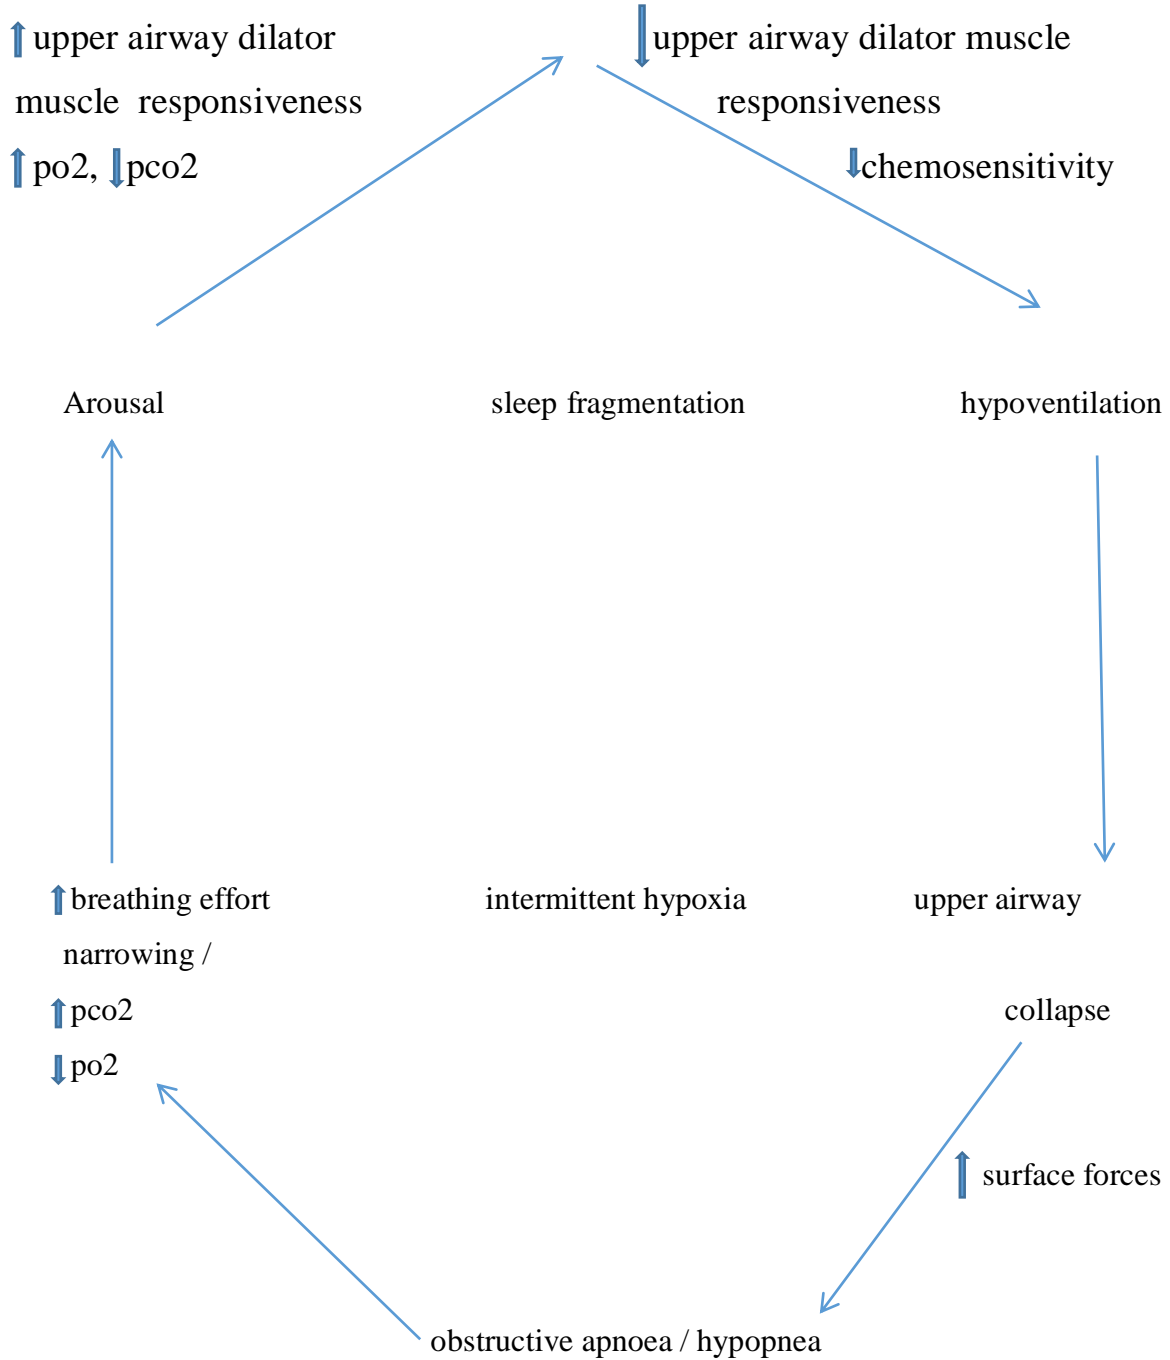 upper airway dilator
muscle responsiveness
po2, pco2
upper airway dilator muscle
responsiveness
chemosensitivity
Arousal
sleep fragmentation
hypoventilation
breathing effort
intermittent hypoxia
upper airway
narrowing /
pco2
collapse
po2
surface forces
obstructive apnoea / hypopnea